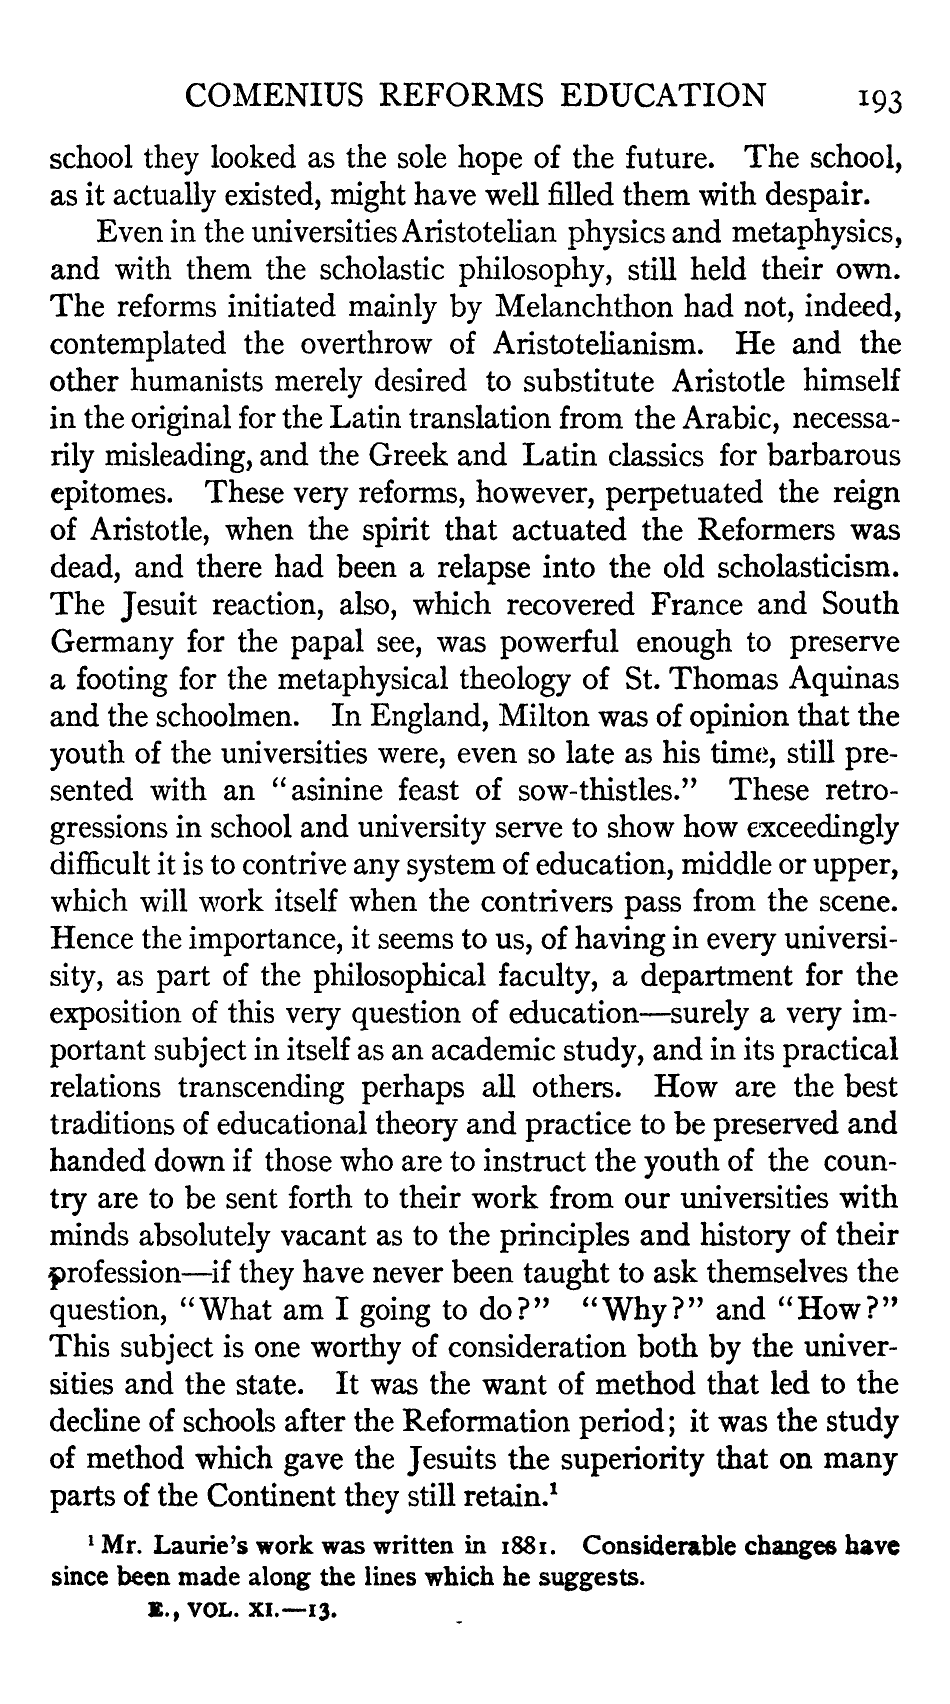 COMENIUS REFORMS EDUCATION 193
school they looked as the sole hope of the future. The school,
as it actually existed, might have well filled them with despair.
Even in the universities Aristotelian physics and metaphysics,
and with them the scholastic philosophy, still held their own.
The reforms initiated mainly by Melanchthon had not, indeed,
contemplated the overthrow of Aristotelianism. He and the
other humanists merely desired to substitute Aristotle himself
in the original for the Latin translation from the Arabic, necessa-
rily misleading, and the Greek and Latin classics for barbarous
epitomes. These very reforms, however, perpetuated the reign
of Aristotle, when the spirit that actuated the Reformers was
dead, and there had been a relapse into the old scholasticism.
The Jesuit reaction, also, which recovered France and South
Germany for the papal see, was powerful enough to preserve
a footing for the metaphysical theology of St. Thomas Aquinas
and the schoolmen. In England, Milton was of opinion that the
youth of the universities were, even so late as his time, still pre-
sented with an "asinine feast of sow-thistles." These retro-
gressions in school and university serve to show how exceedingly
difficult it is to contrive any system of education, middle or upper,
which will work itself when the contrivers pass from the scene.
Hence the importance, it seems to us, of having in every universi-
sity, as part of the philosophical faculty, a department for the
exposition of this very question of education—surely a very im-
portant subject in itself as an academic study, and in its practical
relations transcending perhaps all others. How are the best
traditions of educational theory and practice to be preserved and
handed down if those who are to instruct the youth of the coun-
try are to be sent forth to their work from our universities with
minds absolutely vacant as to the principles and history of their
profession—if they have never been taught to ask themselves the
question, "What am I going to do?" "Why?" and "How?"
This subject is one worthy of consideration both by the univer-
sities and the state. It was the want of method that led to the
decline of schools after the Reformation period; it was the study
of method which gave the Jesuits the superiority that on many
parts of the Continent they still retain.¹
¹ Mr. Laurie's work was written in 1881. Considerable changes have
since been made along the lines which he suggests.
E., VOL. XI.—13.